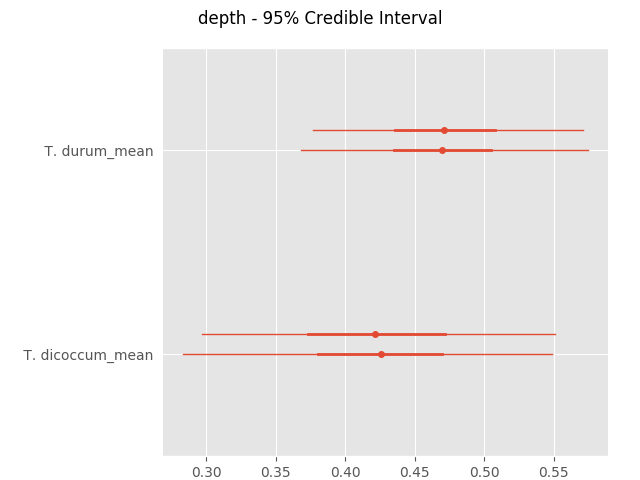 depth - 95% Credible Interval
T. durum_mean
T. dicoccum_mean
0.30 0.35 0.40 0.45 0.50 0.55